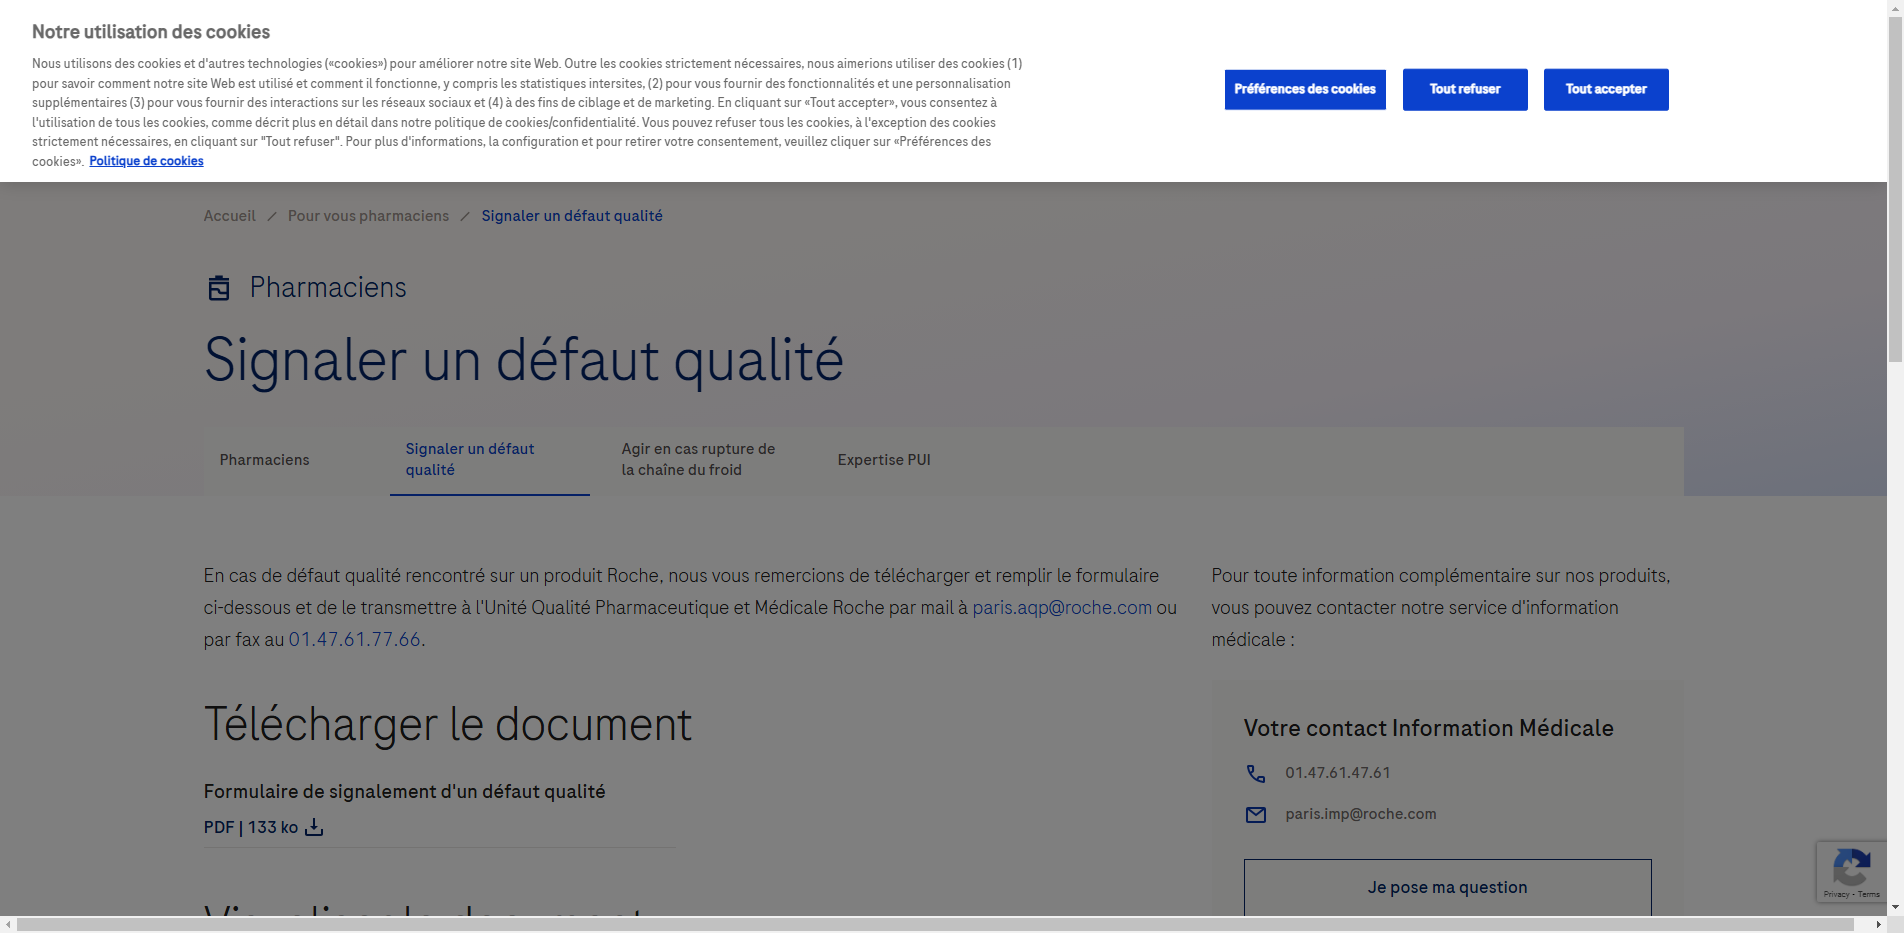 Notre utilisation des cookies
Nous utilisons des cookies et d'autres technologies («cookies») pour améliorer notre site Web. Outre les cookies strictement nécessaires, nous aimerions utiliser des cookies (1)
pour savoir comment notre site Web est utilisé et comment il fonctionne, y compris les statistiques intersites, (2) pour vous fournir des fonctionnalités et une personnalisation
supplémentaires (3) pour vous fournir des interactions sur les réseaux sociaux et (4) à des fins de ciblage et de marketing. En cliquant sur «Tout accepter», vous consentez à
l'utilisation de tous les cookies, comme décrit plus en détail dans notre politique de cookies/confidentialité. Vous pouvez refuser tous les cookies, à l'exception des cookies
strictement nécessaires, en cliquant sur "Tout refuser". Pour plus d'informations, la configuration et pour retirer votre consentement, veuillez cliquer sur «Préférences des
cookies». Politique de cookies
Préférences des cookies
Tout refuser
Tout accepter
Accueil / Pour vous pharmaciens / Signaler un défaut qualité
Pharmaciens
Signaler un défaut qualité
Pharmaciens
Signaler un défaut
qualité
Agir en cas rupture de
la chaîne du froid
Expertise PUI
En cas de défaut qualité rencontré sur un produit Roche, nous vous remercions de télécharger et remplir le formulaire
ci-dessous et de le transmettre à l'Unité Qualité Pharmaceutique et Médicale Roche par mail à paris.aqp@roche.com ou
par fax au 01.47.61.77.66.
Télécharger le document
Formulaire de signalement d'un défaut qualité
PDF | 133 ko
Pour toute information complémentaire sur nos produits,
vous pouvez contacter notre service d'information
médicale :
Votre contact Information Médicale
01.47.61.47.61
paris.imp@roche.com
Je pose ma question
Privacy - Terms